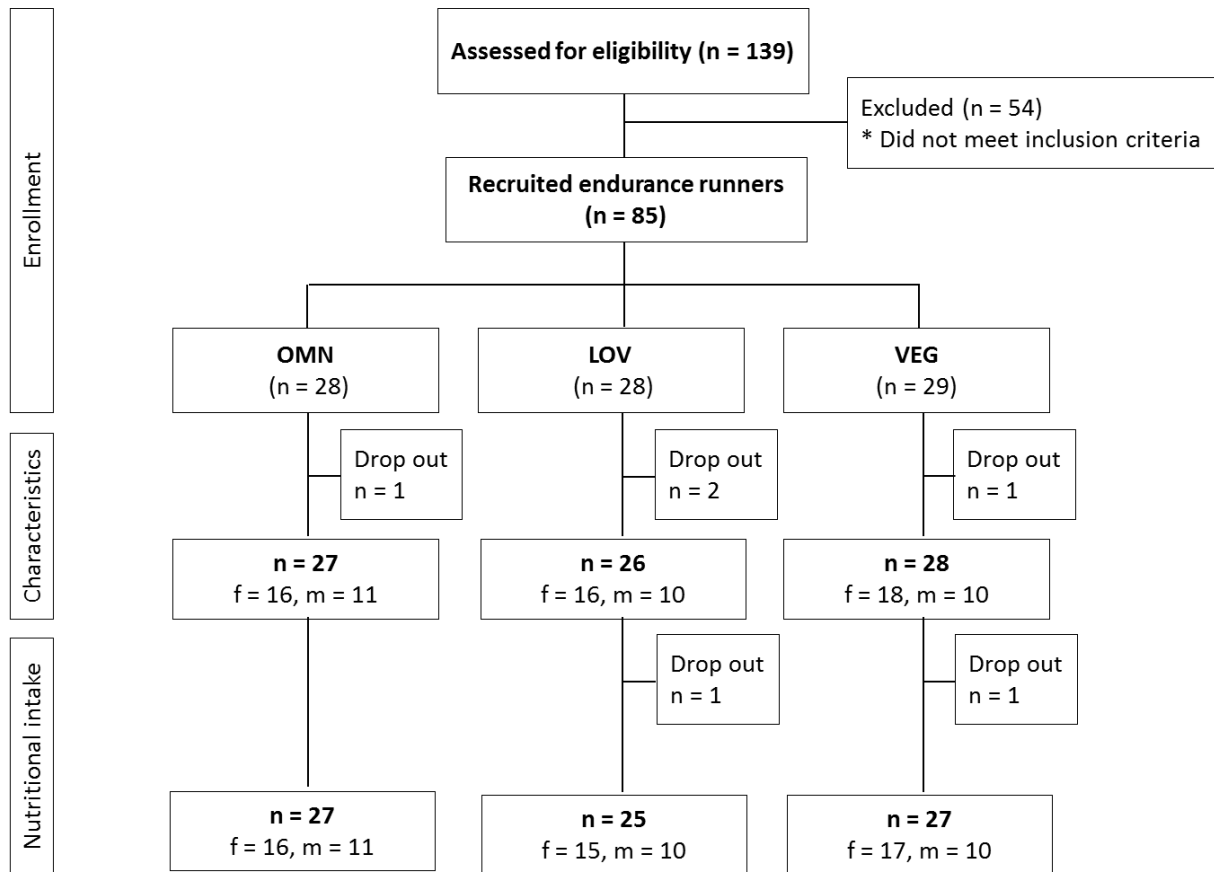 Enrollment
Assessed for eligibility (n = 139)
Excluded (n = 54)
* Did not meet inclusion criteria
Recruited endurance runners
(n = 85)
OMN
(n = 28)
LOV
(n = 28)
VEG
(n = 29)
Characteristics
Drop out
n = 1
Drop out
n = 2
Drop out
n = 1
n = 27
f = 16, m = 11
n = 26
f = 16, m = 10
n = 28
f = 18, m = 10
Nutritional intake
Drop out
n = 1
Drop out
n = 1
n = 27
f = 16, m = 11
n = 25
f = 15, m = 10
n = 27
f = 17, m = 10